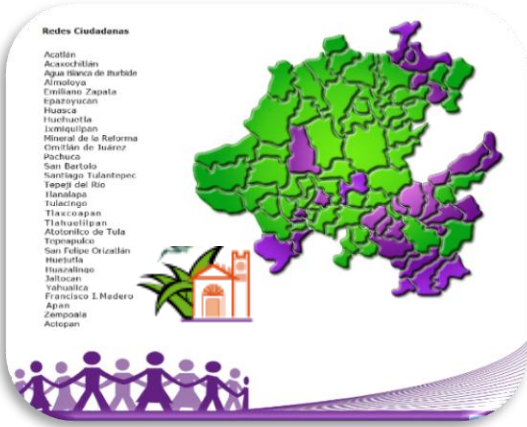 Redes Ciudadanas
Acatlán
Acaxochitlán
Agua Blanca de Iturbide
Almoloya
Emiliano Zapata
Epazoyucan
Huasca
Huehuetla
Ixmiquilpan
Mineral de la Reforma
Omitlán de Juárez
Pachuca
San Bartolo
Santiago Tulantepec
Tepeji del Río
Tlanalapa
Tulacingo
Tlaxcoapan
Tlahuelilpan
Atotonilco de Tula
Tepeapulco
San Felipe Orizatlán
Huejutla
Huazalingo
Jaltocan
Yahualica
Francisco I. Madero
Apan
Zempoala
Actopan